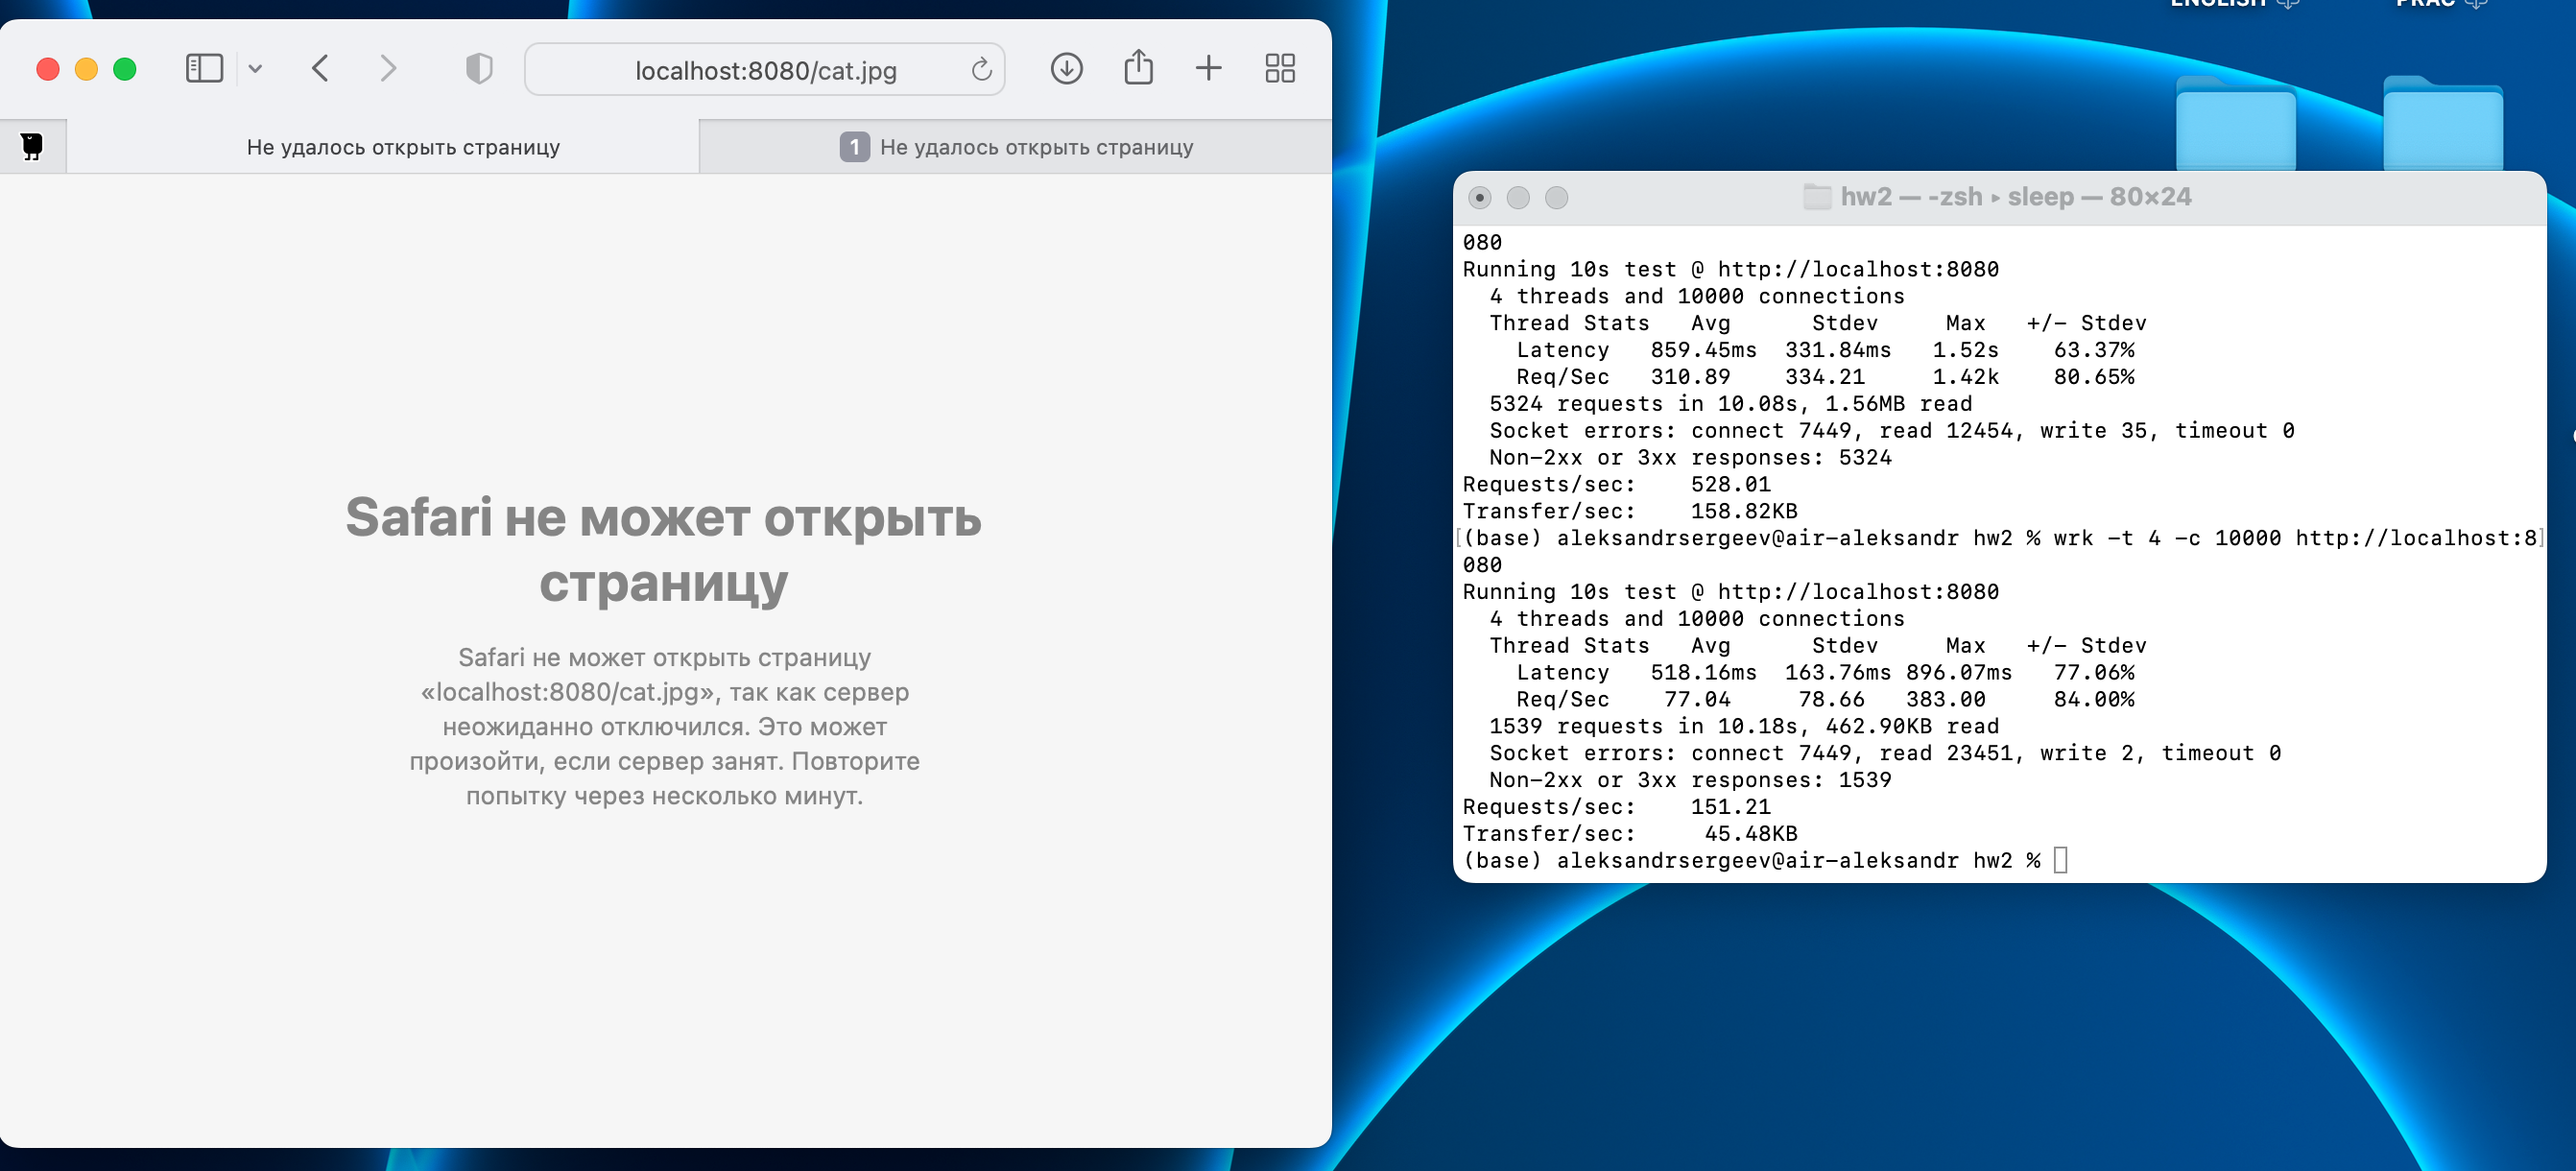 ENGLISH
PRAC
localhost:8080/cat.jpg
Не удалось открыть страницу
1 Не удалось открыть страницу
Safari не может открыть
страницу
Safari не может открыть страницу
«localhost:8080/cat.jpg», так как сервер
неожиданно отключился. Это может
произойти, если сервер занят. Повторите
попытку через несколько минут.
hw2 — -zsh ▸ sleep — 80×24
080
Running 10s test @ http://localhost:8080
  4 threads and 10000 connections
  Thread Stats   Avg      Stdev     Max   +/- Stdev
    Latency   859.45ms  331.84ms   1.52s    63.37%
    Req/Sec   310.89    334.21     1.42k    80.65%
  5324 requests in 10.08s, 1.56MB read
  Socket errors: connect 7449, read 12454, write 35, timeout 0
  Non-2xx or 3xx responses: 5324
Requests/sec:    528.01
Transfer/sec:    158.82KB
[(base) aleksandrsergeev@air-aleksandr hw2 % wrk -t 4 -c 10000 http://localhost:8]
080
Running 10s test @ http://localhost:8080
  4 threads and 10000 connections
  Thread Stats   Avg      Stdev     Max   +/- Stdev
    Latency   518.16ms  163.76ms 896.07ms   77.06%
    Req/Sec    77.04     78.66   383.00     84.00%
  1539 requests in 10.18s, 462.90KB read
  Socket errors: connect 7449, read 23451, write 2, timeout 0
  Non-2xx or 3xx responses: 1539
Requests/sec:    151.21
Transfer/sec:     45.48KB
(base) aleksandrsergeev@air-aleksandr hw2 %